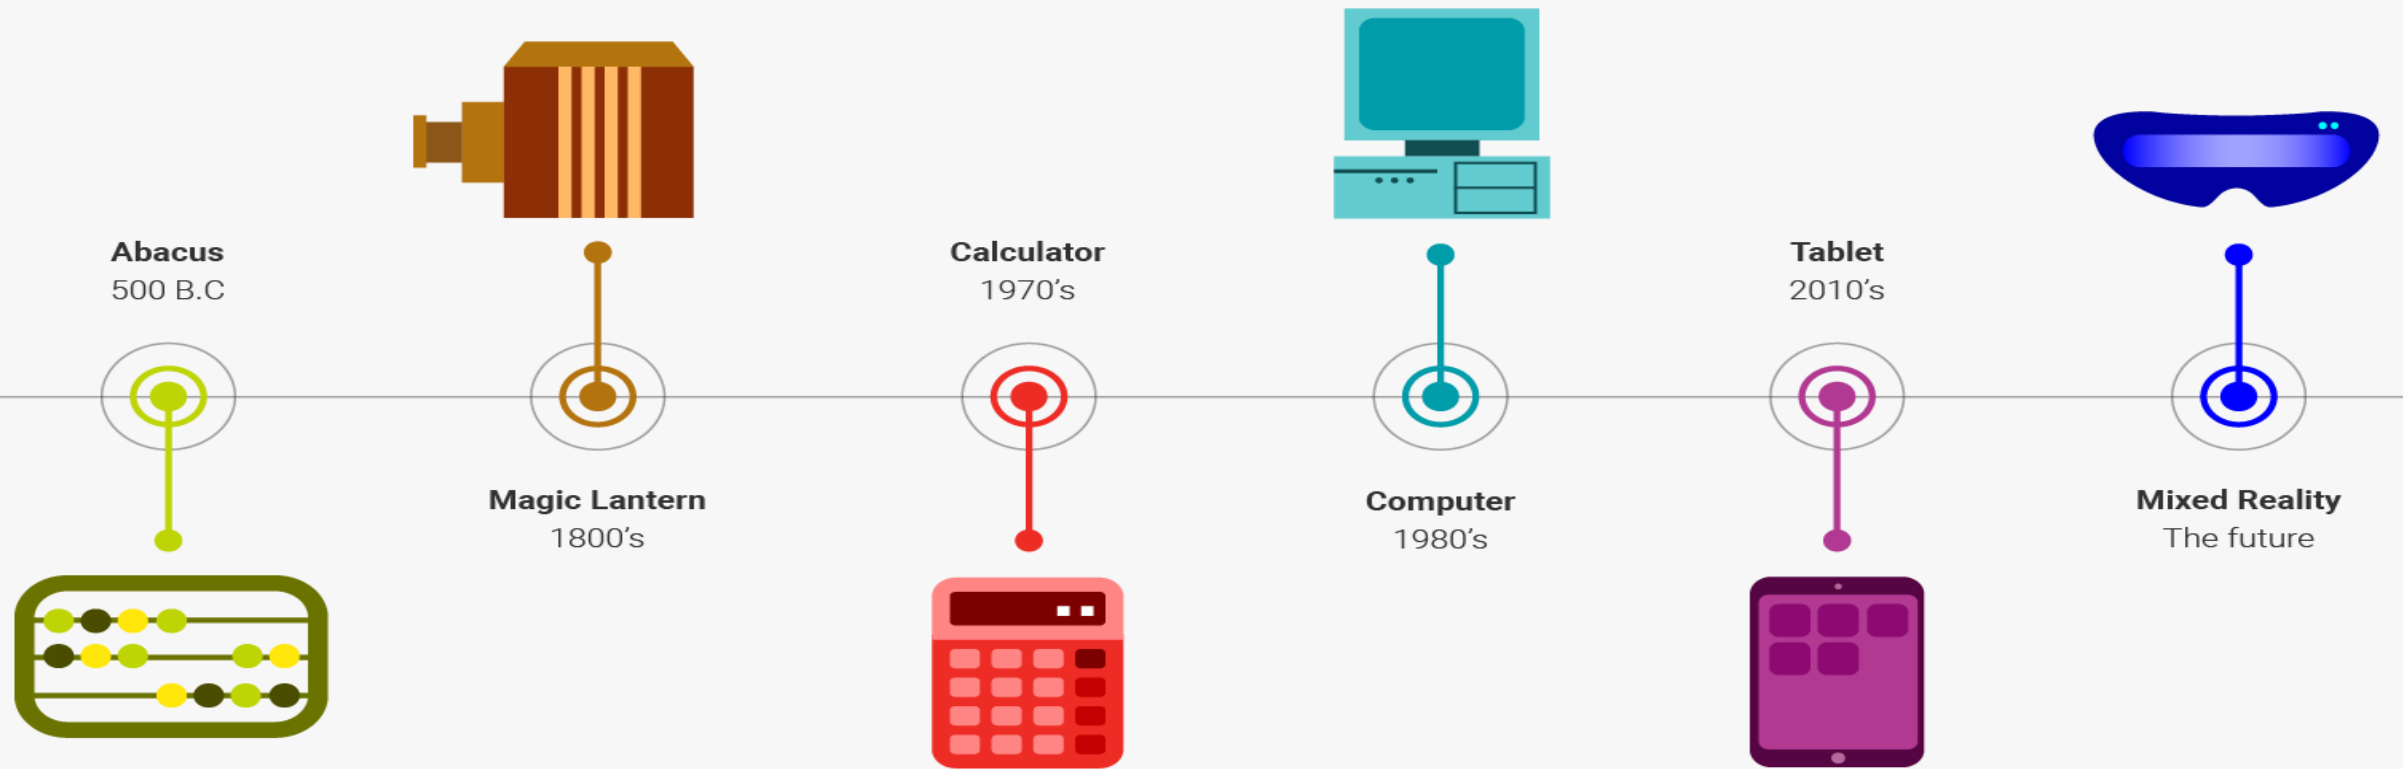 Abacus
500 B.C
Magic Lantern
1800’s
Calculator
1970’s
Computer
1980’s
Tablet
2010’s
Mixed Reality
The future